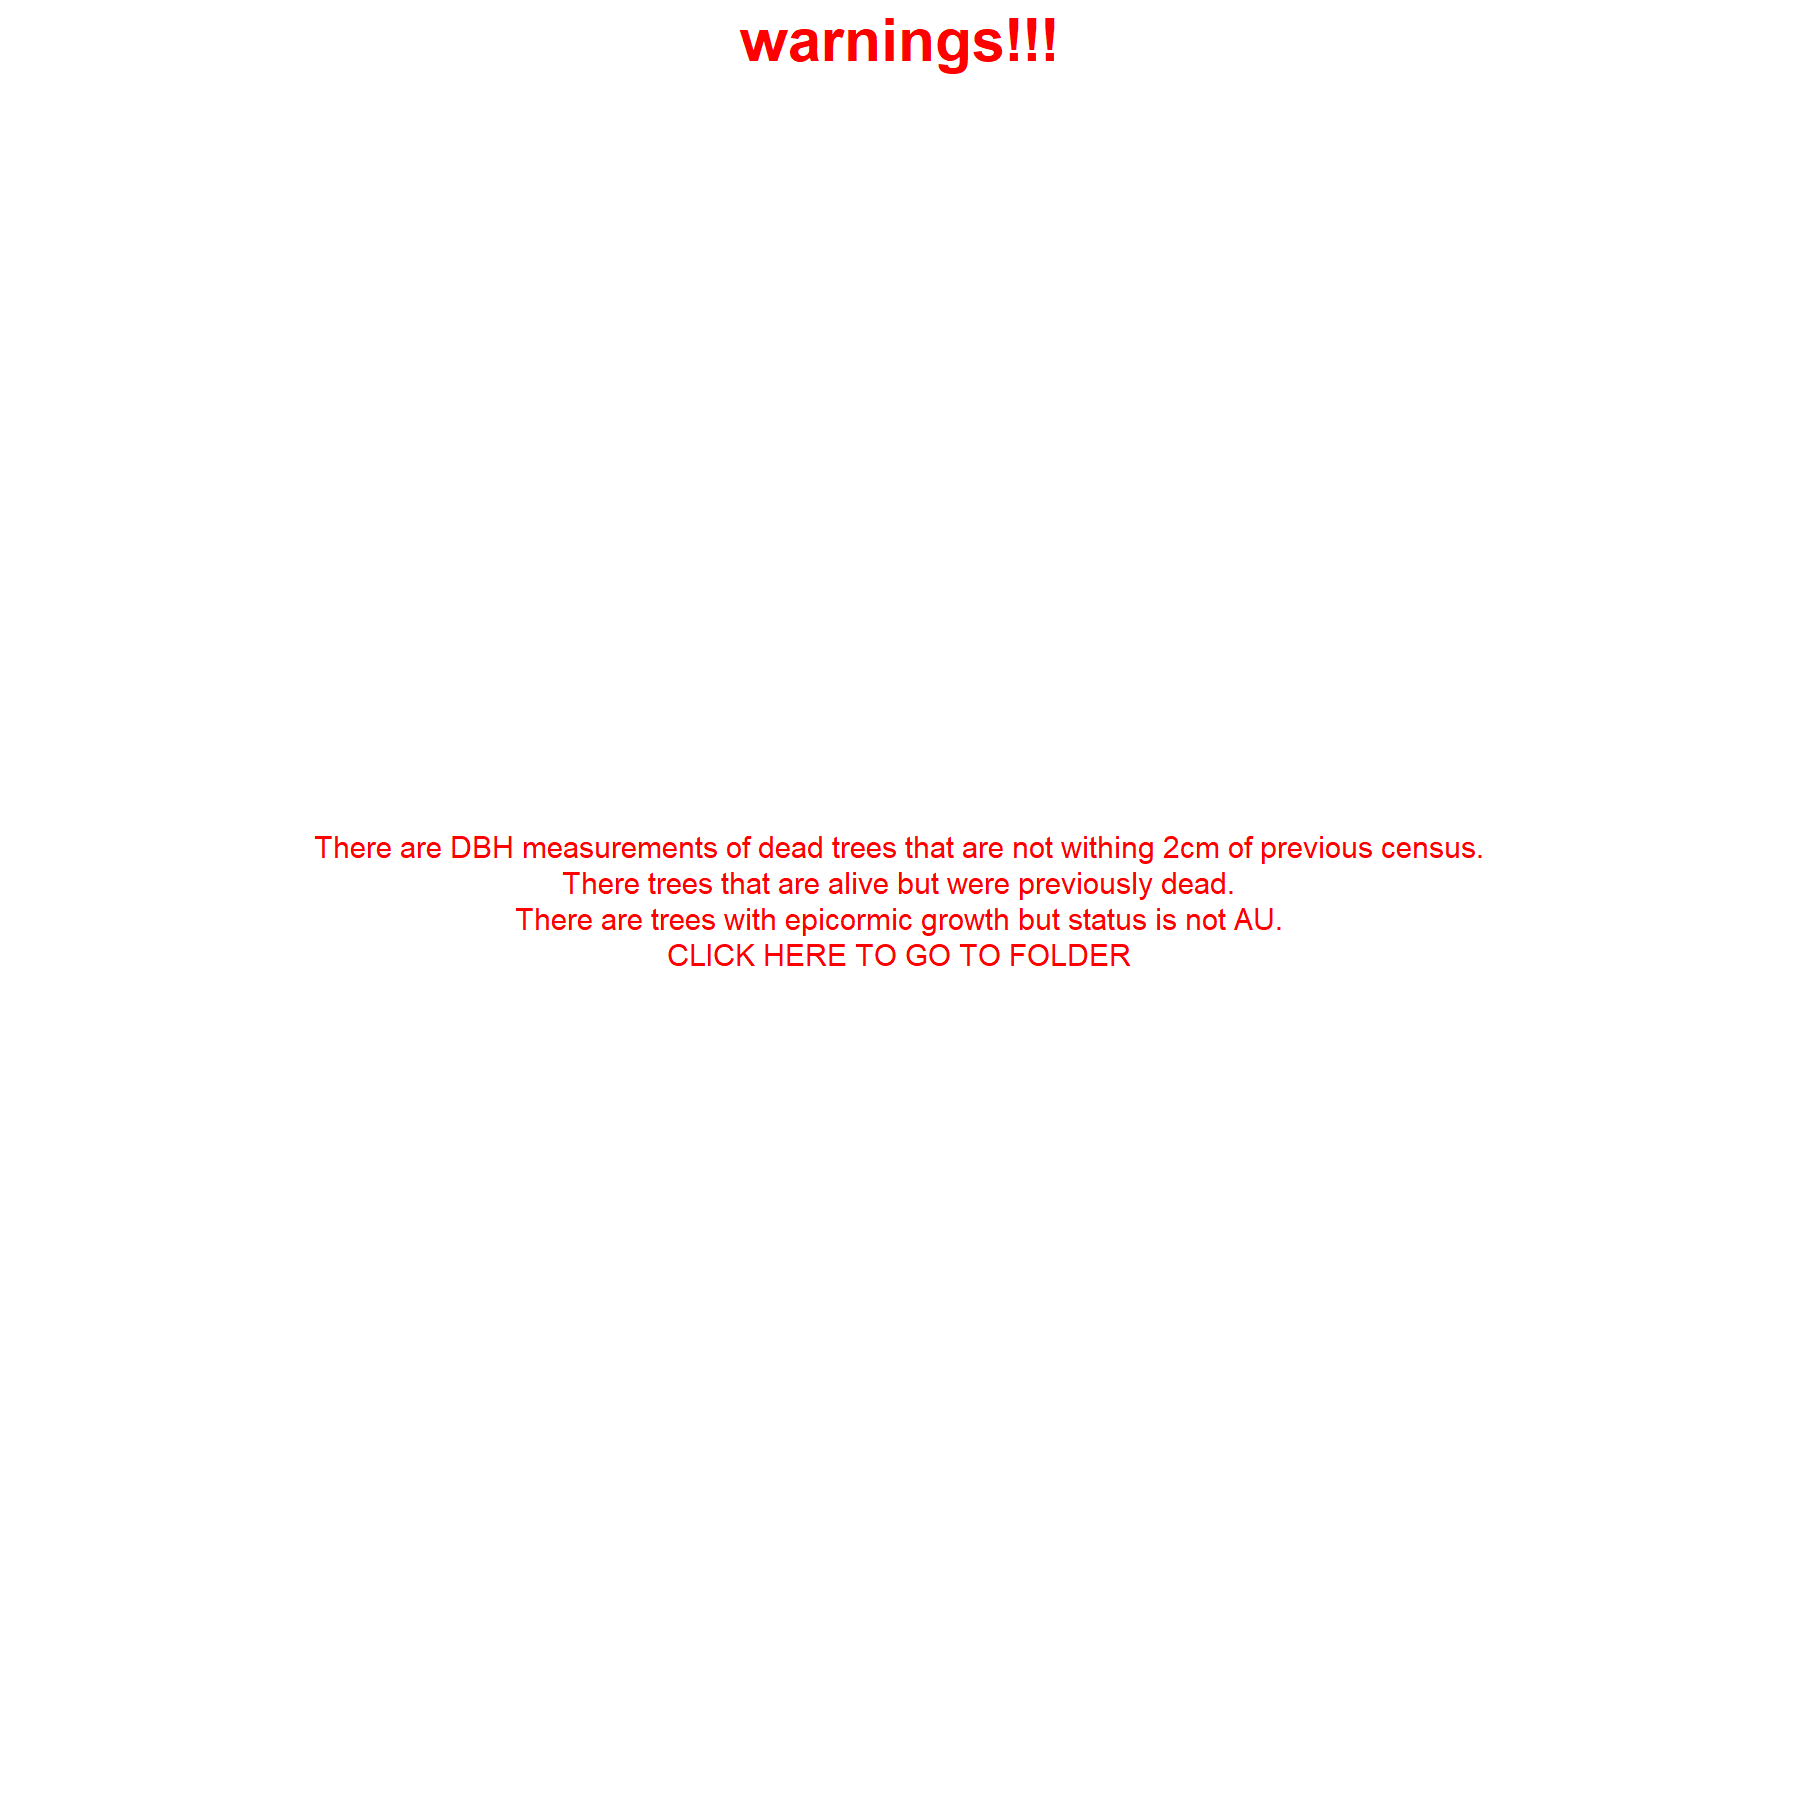 warnings!!!
There are DBH measurements of dead trees that are not withing 2cm of previous census.
There trees that are alive but were previously dead.
There are trees with epicormic growth but status is not AU.
CLICK HERE TO GO TO FOLDER